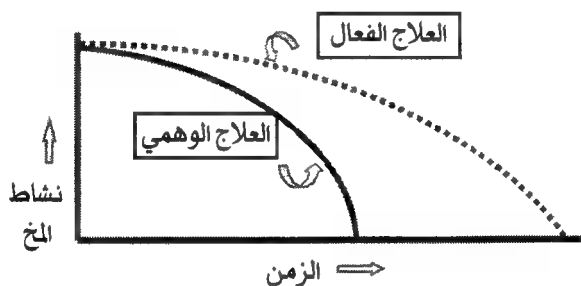 العلاج الفعال
العلاج الوهمي
نشاط
المخ
الزمن